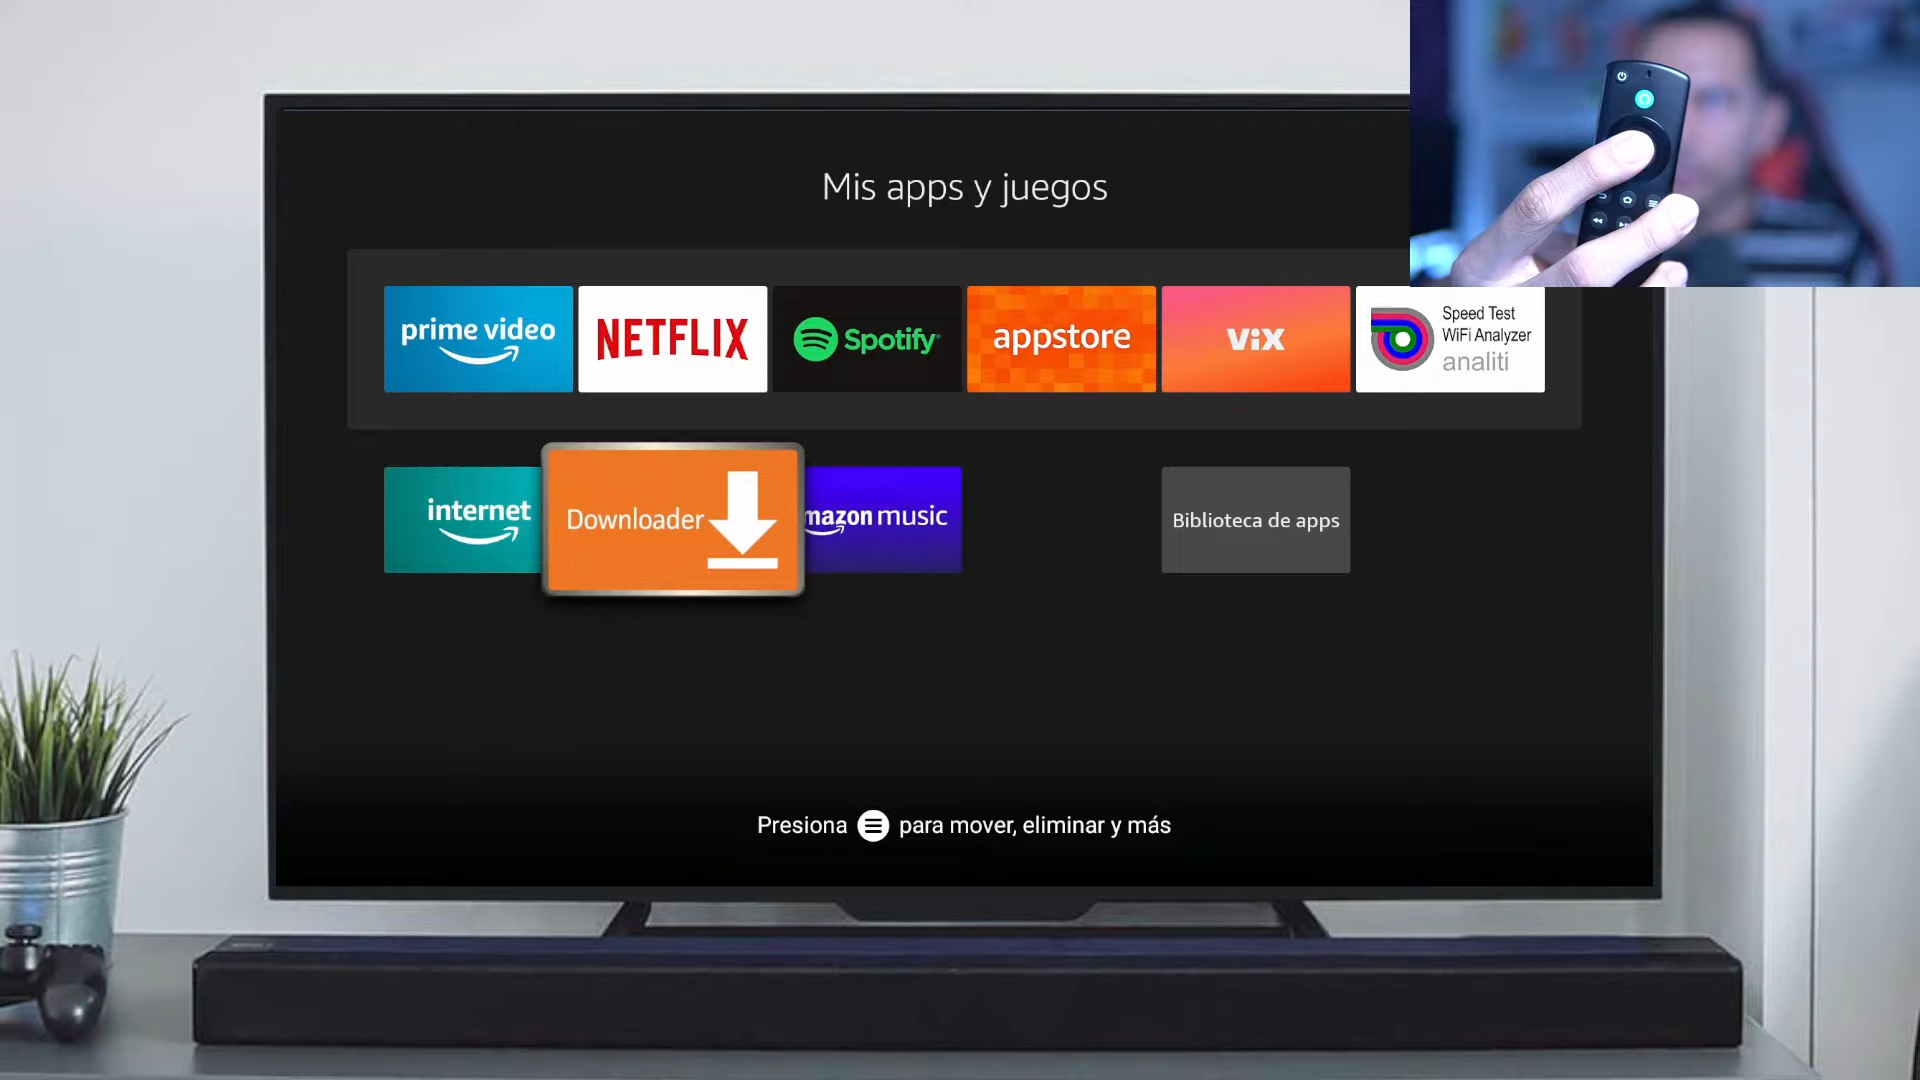 Mis apps y juegos
prime video
NETFLIX
Spotify
appstore
ViX
Speed Test
WiFi Analyzer
analiti
internet
Downloader
mazon music
Biblioteca de apps
Presiona para mover, eliminar y más